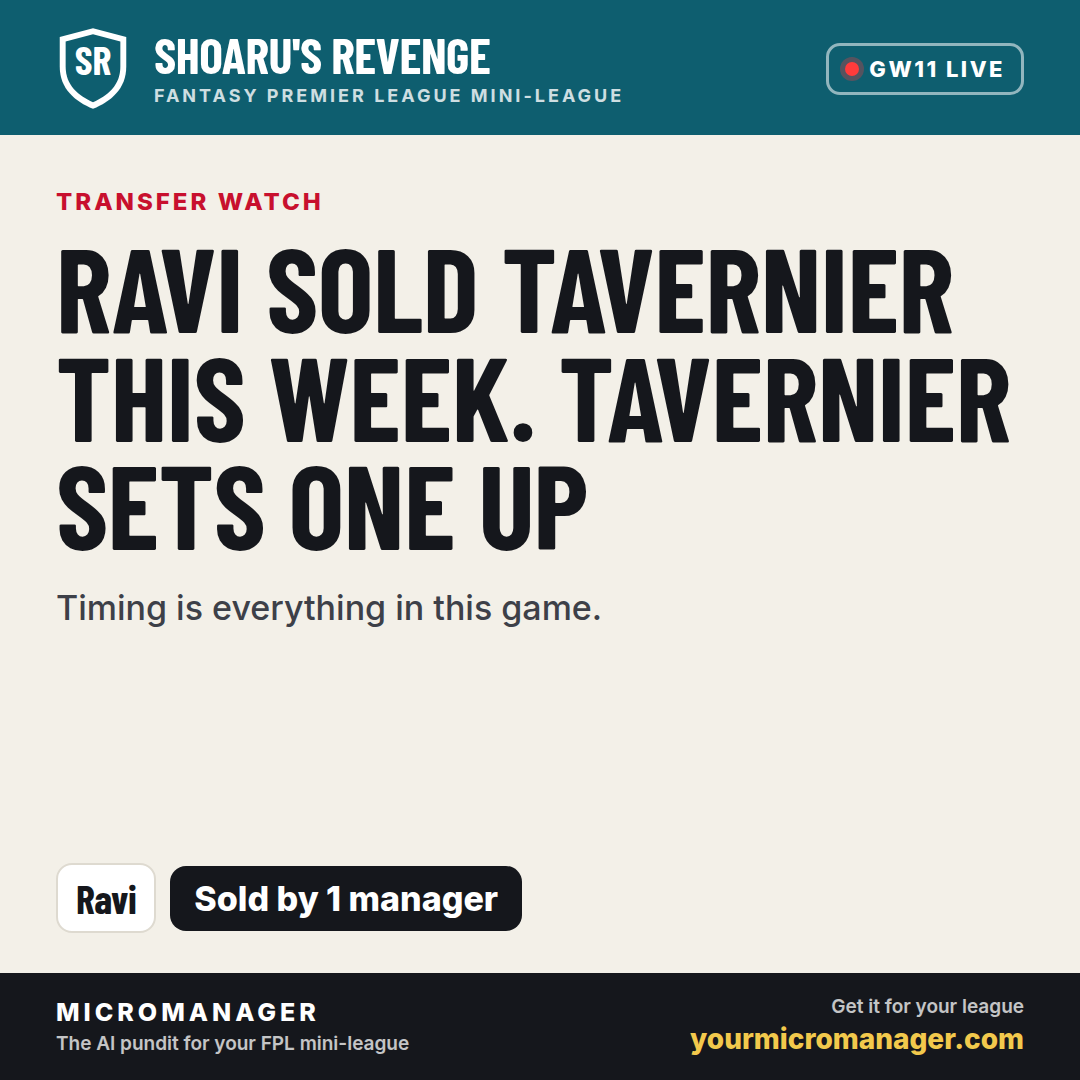 SR
SHOARU'S REVENGE
FANTASY PREMIER LEAGUE MINI-LEAGUE
GW11 LIVE
TRANSFER WATCH
RAVI SOLD TAVERNIER
THIS WEEK. TAVERNIER
SETS ONE UP
Timing is everything in this game.
Ravi
Sold by 1 manager
MICROMANAGER
The AI pundit for your FPL mini-league
Get it for your league
yourmicromanager.com